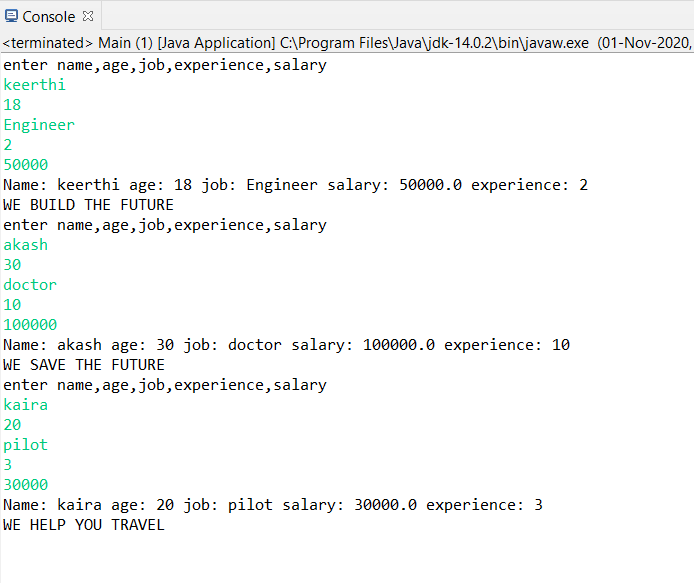 Console
<terminated> Main (1) [Java Application] C:\Program Files\Java\jdk-14.0.2\bin\javaw.exe (01-Nov-2020,
enter name,age,job,experience,salary
keerthi
18
Engineer
2
50000
Name: keerthi age: 18 job: Engineer salary: 50000.0 experience: 2
WE BUILD THE FUTURE
enter name,age,job,experience,salary
akash
30
doctor
10
100000
Name: akash age: 30 job: doctor salary: 100000.0 experience: 10
WE SAVE THE FUTURE
enter name,age,job,experience,salary
kaira
20
pilot
3
30000
Name: kaira age: 20 job: pilot salary: 30000.0 experience: 3
WE HELP YOU TRAVEL